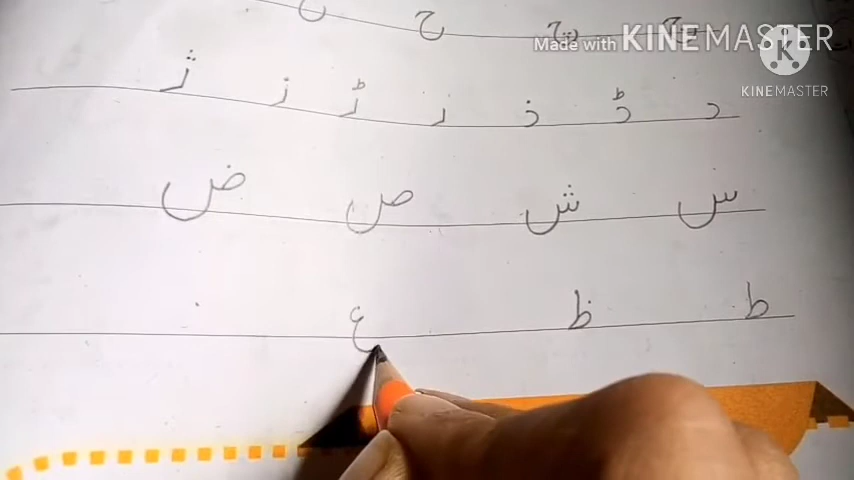 ج چ ح خ
د ڈ ذ ر ڑ ز ژ
س ش ص ض
ط ظ ع
Made with KINEMASTER
KINEMASTER